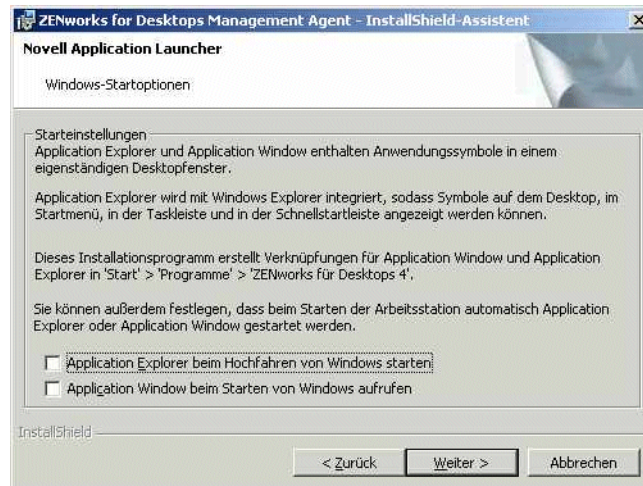 ZENworks for Desktops Management Agent - InstallShield-Assistent
Novell Application Launcher
Windows-Startoptionen
Starteinstellungen
Application Explorer und Application Window enthalten Anwendungssymbole in einem
eigenständigen Desktopfenster.
Application Explorer wird mit Windows Explorer integriert, sodass Symbole auf dem Desktop, im
Startmenü, in der Taskleiste und in der Schnellstartleiste angezeigt werden können.
Dieses Installationsprogramm erstellt Verknüpfungen für Application Window und Application
Explorer in 'Start' > 'Programme' > 'ZENworks für Desktops 4'.
Sie können außerdem festlegen, dass beim Starten der Arbeitsstation automatisch Application
Explorer oder Application Window gestartet werden.
Application Explorer beim Hochfahren von Windows starten
Application Window beim Starten von Windows aufrufen
InstallShield
< Zurück
Weiter >
Abbrechen